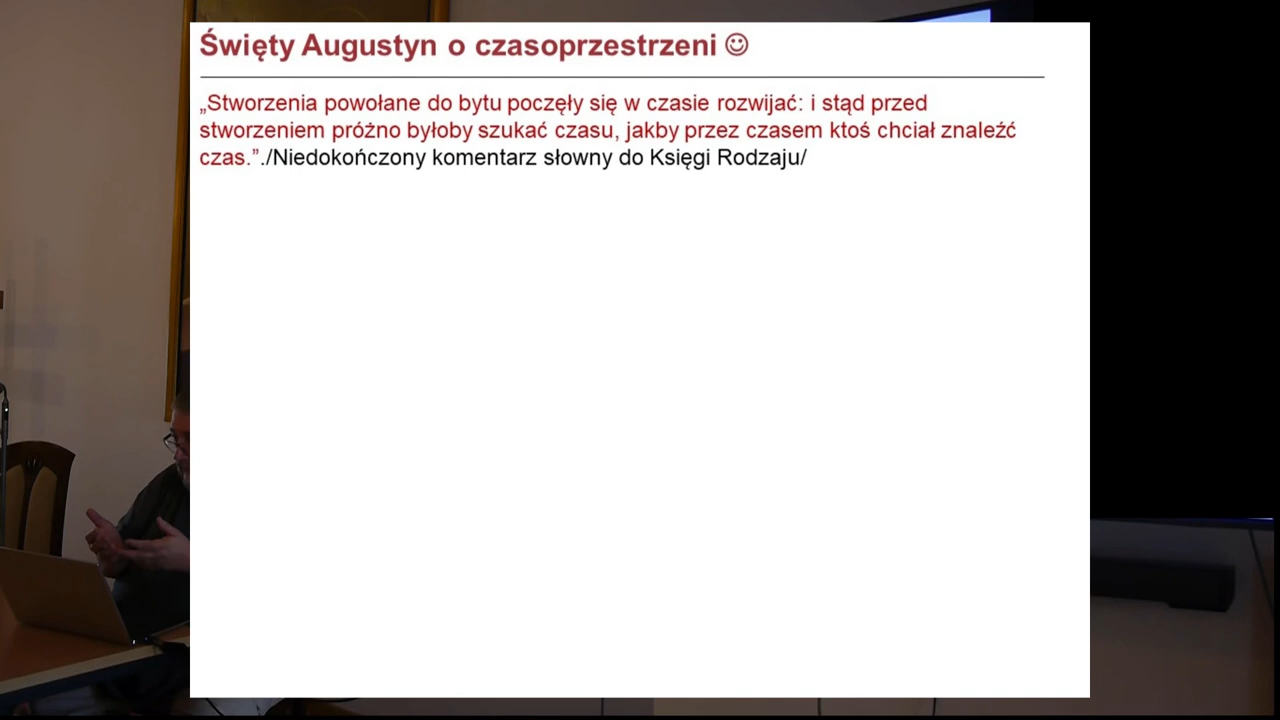 Święty Augustyn o czasoprzestrzeni ☺
„Stworzenia powołane do bytu poczęły się w czasie rozwijać: i stąd przed
stworzeniem próżno byłoby szukać czasu, jakby przez czasem ktoś chciał znaleźć
czas.”./Niedokończony komentarz słowny do Księgi Rodzaju/